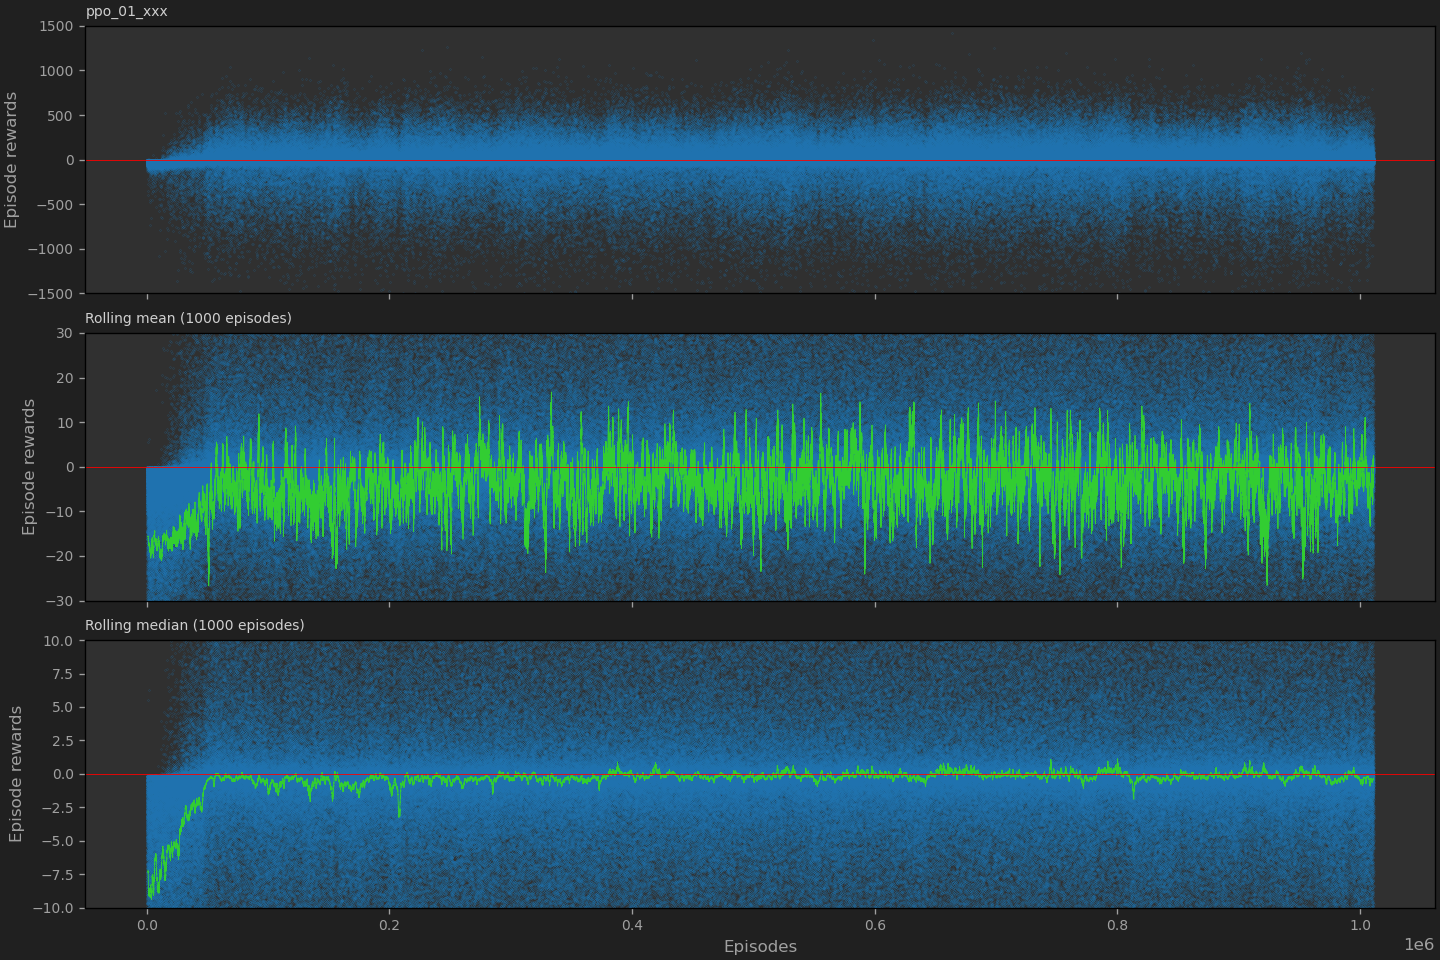 ppo_01_xxx
1500
1000
500
0
−500
−1000
−1500
Episode rewards
Rolling mean (1000 episodes)
30
20
10
0
−10
−20
−30
Episode rewards
Rolling median (1000 episodes)
10.0
7.5
5.0
2.5
0.0
−2.5
−5.0
−7.5
−10.0
Episode rewards
0.0 0.2 0.4 0.6 0.8 1.0
Episodes
1e6